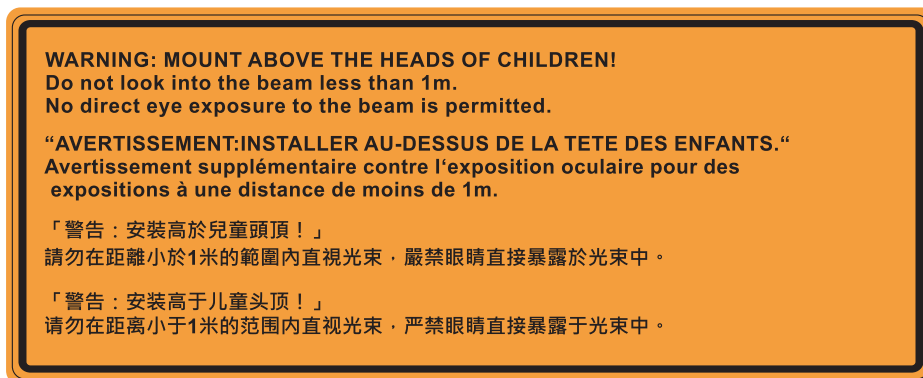 WARNING: MOUNT ABOVE THE HEADS OF CHILDREN!
Do not look into the beam less than 1m.
No direct eye exposure to the beam is permitted.
“AVERTISSEMENT:INSTALLER AU-DESSUS DE LA TETE DES ENFANTS.“
Avertissement supplémentaire contre l‘exposition oculaire pour des
expositions à une distance de moins de 1m.
「警告：安裝高於兒童頭頂！」
請勿在距離小於1米的範圍內直視光束，嚴禁眼睛直接暴露於光束中。
「警告：安装高于儿童头顶！」
请勿在距离小于1米的范围内直视光束，严禁眼睛直接暴露于光束中。